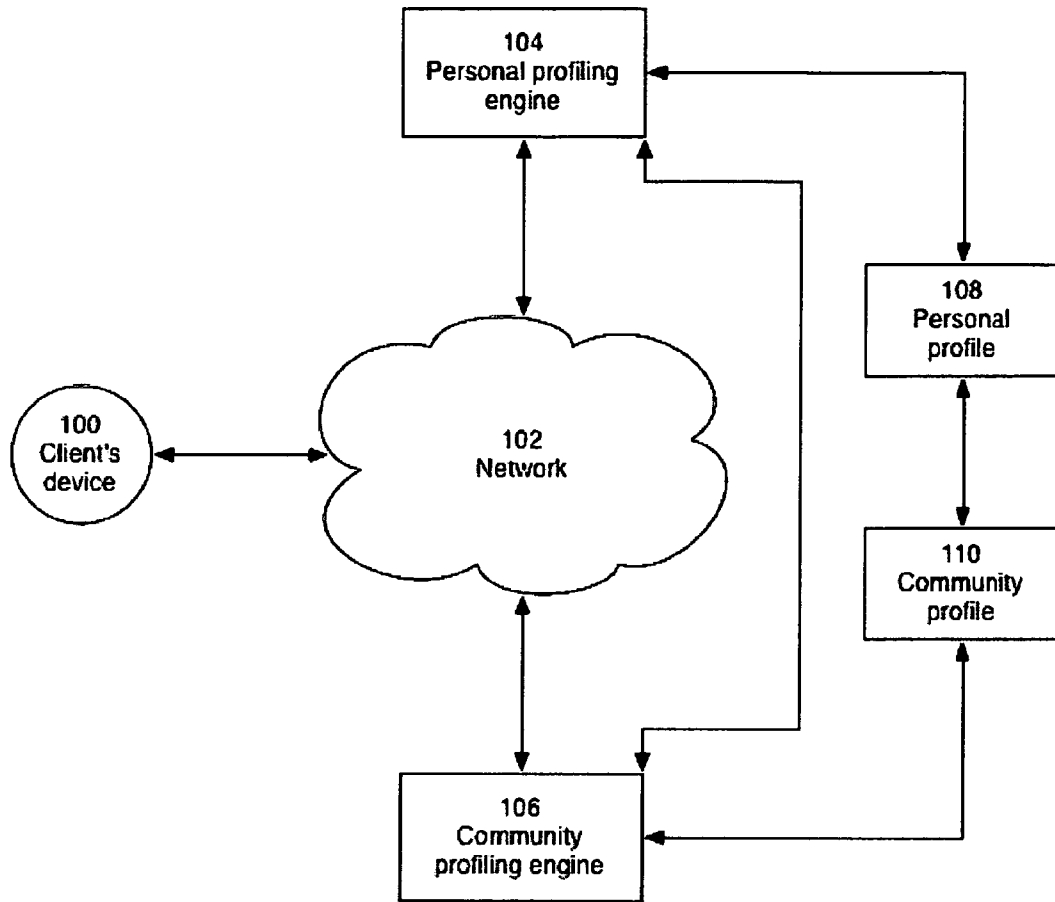 104
Personal profiling
engine
108
Personal
profile
100
Client's
device
102
Network
110
Community
profile
106
Community
profiling engine